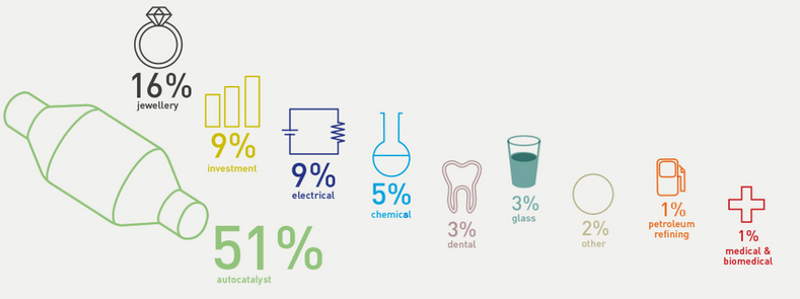 16%
jewellery
9%
investment
9%
electrical
5%
chemical
3%
dental
3%
glass
2%
other
1%
petroleum
refining
1%
medical &
biomedical
51%
autocatalyst